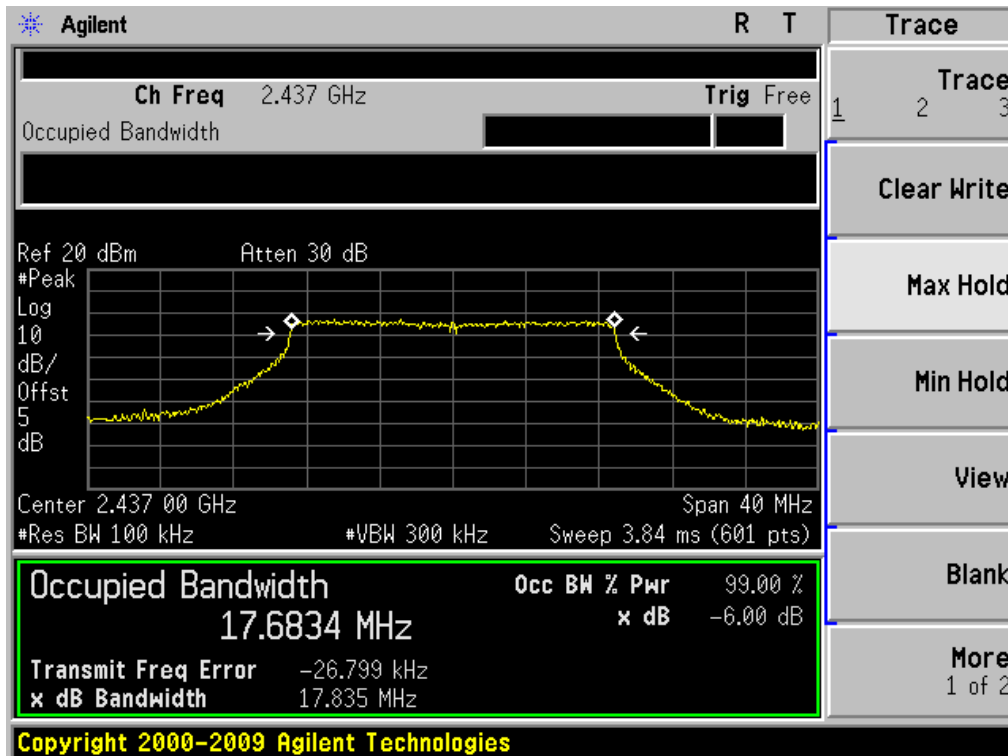 Agilent R T
Ch Freq 2.437 GHz Trig Free
Occupied Bandwidth
Ref 20 dBm Atten 30 dB
#Peak
Log
10
dB/
Offst
5
dB
Center 2.437 00 GHz Span 40 MHz
#Res BW 100 kHz #VBW 300 kHz Sweep 3.84 ms (601 pts)
Occupied Bandwidth Occ BW % Pwr 99.00 %
17.6834 MHz x dB -6.00 dB
Transmit Freq Error -26.799 kHz
x dB Bandwidth 17.835 MHz
Copyright 2000-2009 Agilent Technologies
Trace
Trace
1 2 3
Clear Write
Max Hold
Min Hold
View
Blank
More
1 of 2